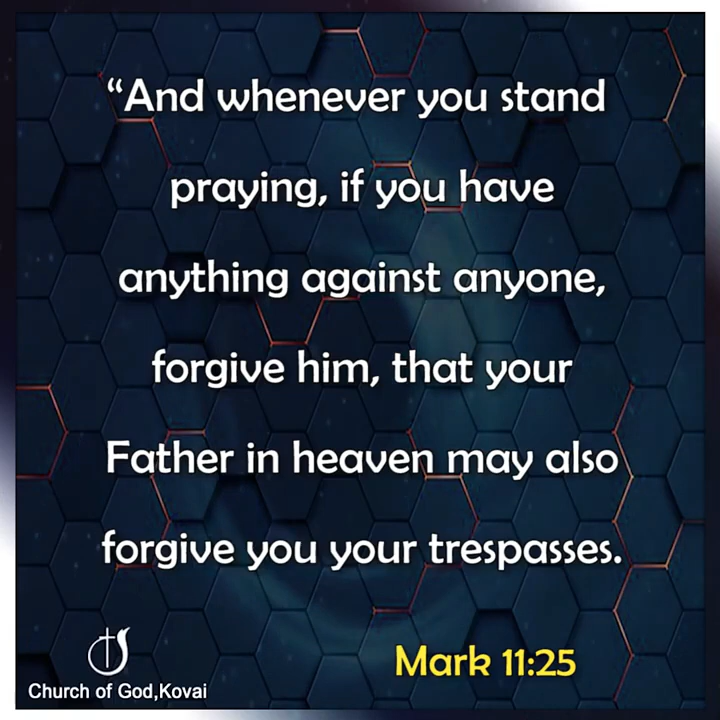 “And whenever you stand
praying, if you have
anything against anyone,
forgive him, that your
Father in heaven may also
forgive you your trespasses.
Mark 11:25
Church of God,Kovai